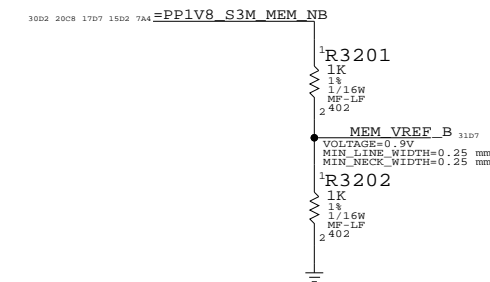 30D2 20C8 17D7 15D2 7A4 =PP1V8_S3M_MEM_NB
1
R3201
1K
1%
1/16W
MF-LF
402
2
MEM_VREF_B 31D7
VOLTAGE=0.9V
MIN_LINE_WIDTH=0.25 mm
MIN_NECK_WIDTH=0.25 mm
1
R3202
1K
1%
1/16W
MF-LF
402
2